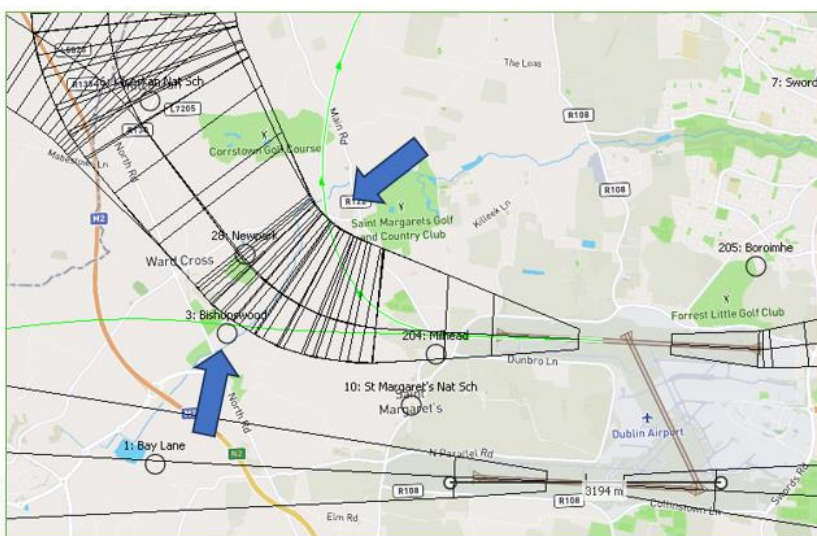 The Loas
7: Sword
R108
L7205
Main Rd
Corrstown Golf Course
North Rd
R122
Mabestown Ln
M2
Saint Margarets Golf
and Country Club
Killeek Ln
R108
28: Newpark
Ward Cross
205: Boroimhe
Forrest Little Golf Club
3: Bishopswood
204: Milhead
Dunbro Ln
10: St Margaret's Nat Sch
Saint
Margaret's
North Rd
Dublin Airport
1: Bay Lane
N2
N Parallel Rd
R108
R108
3194 m
Collinstown Ln
Swords Rd
Elm Rd